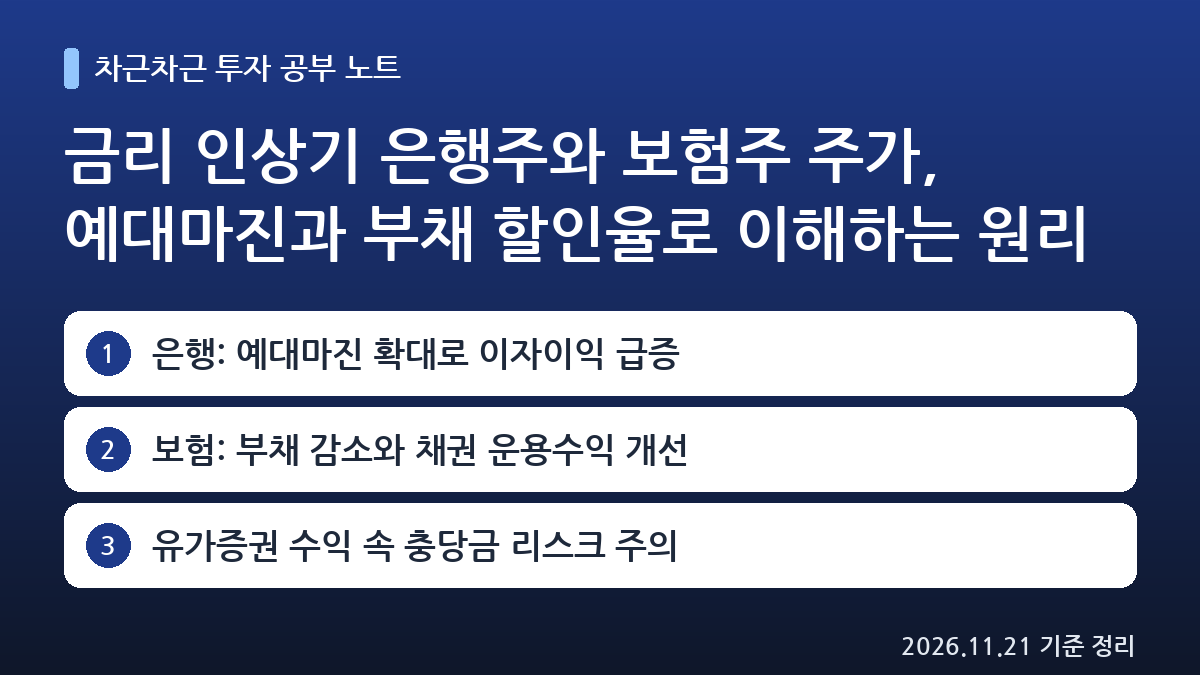 차근차근 투자 공부 노트
금리 인상기 은행주와 보험주 주가,
예대마진과 부채 할인율로 이해하는 원리
1 은행: 예대마진 확대로 이자이익 급증
2 보험: 부채 감소와 채권 운용수익 개선
3 유가증권 수익 속 충당금 리스크 주의
2026.11.21 기준 정리